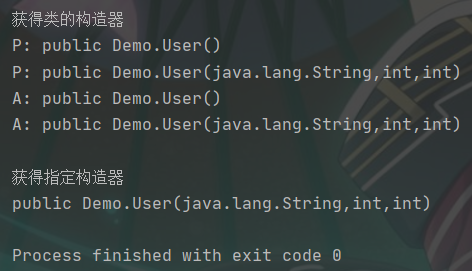 获得类的构造器
P: public Demo.User()
P: public Demo.User(java.lang.String,int,int)
A: public Demo.User()
A: public Demo.User(java.lang.String,int,int)
获得指定构造器
public Demo.User(java.lang.String,int,int)
Process finished with exit code 0